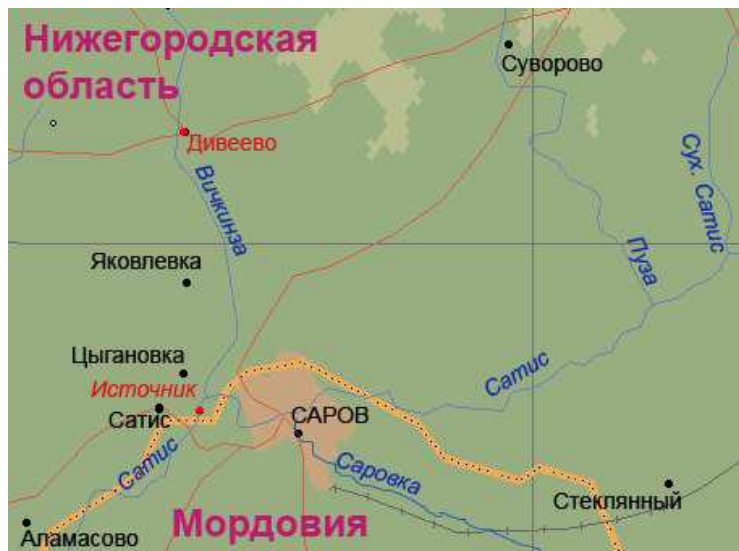 Нижегородская
область
Суворово
Дивеево
Вичкинза
Сух. Сатис
Пуза
Яковлевка
Цыгановка
Источник
Сатис
Сатис
САРОВ
Сатис
Саровка
Стеклянный
Мордовия
Аламасово